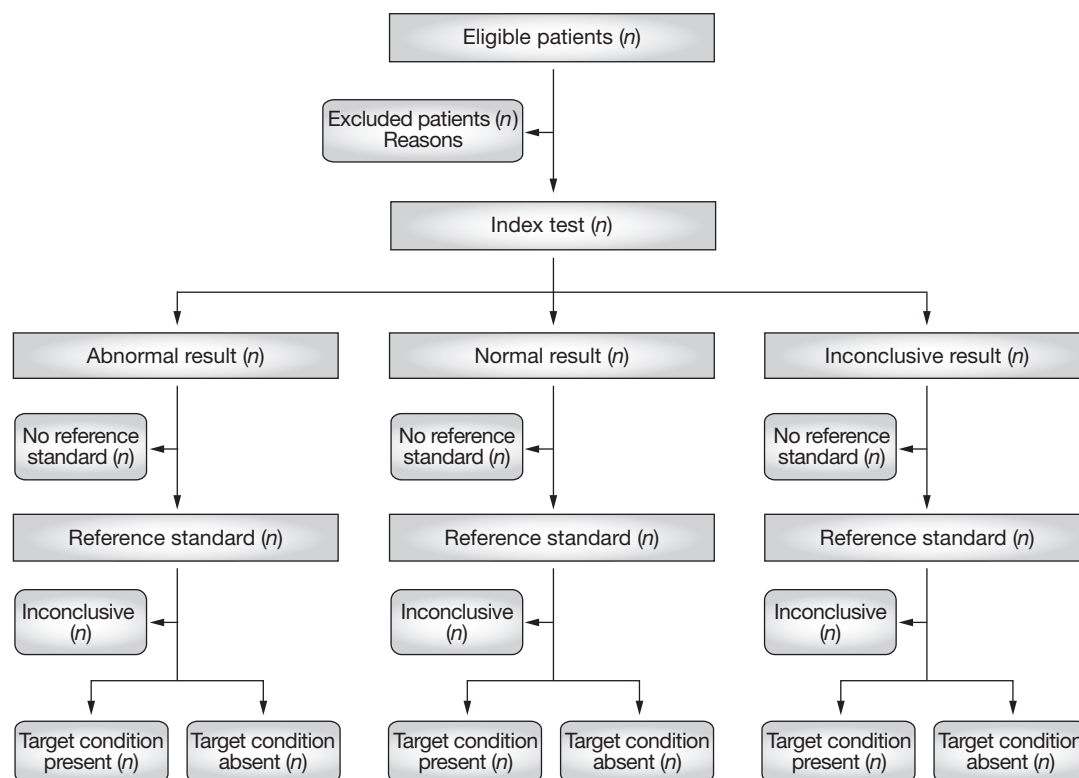 Eligible patients (n)
Excluded patients (n)
Reasons
Index test (n)
Abnormal result (n)
Normal result (n)
Inconclusive result (n)
No reference
standard (n)
No reference
standard (n)
No reference
standard (n)
Reference standard (n)
Reference standard (n)
Reference standard (n)
Inconclusive
(n)
Inconclusive
(n)
Inconclusive
(n)
Target condition
present (n)
Target condition
absent (n)
Target condition
present (n)
Target condition
absent (n)
Target condition
present (n)
Target condition
absent (n)